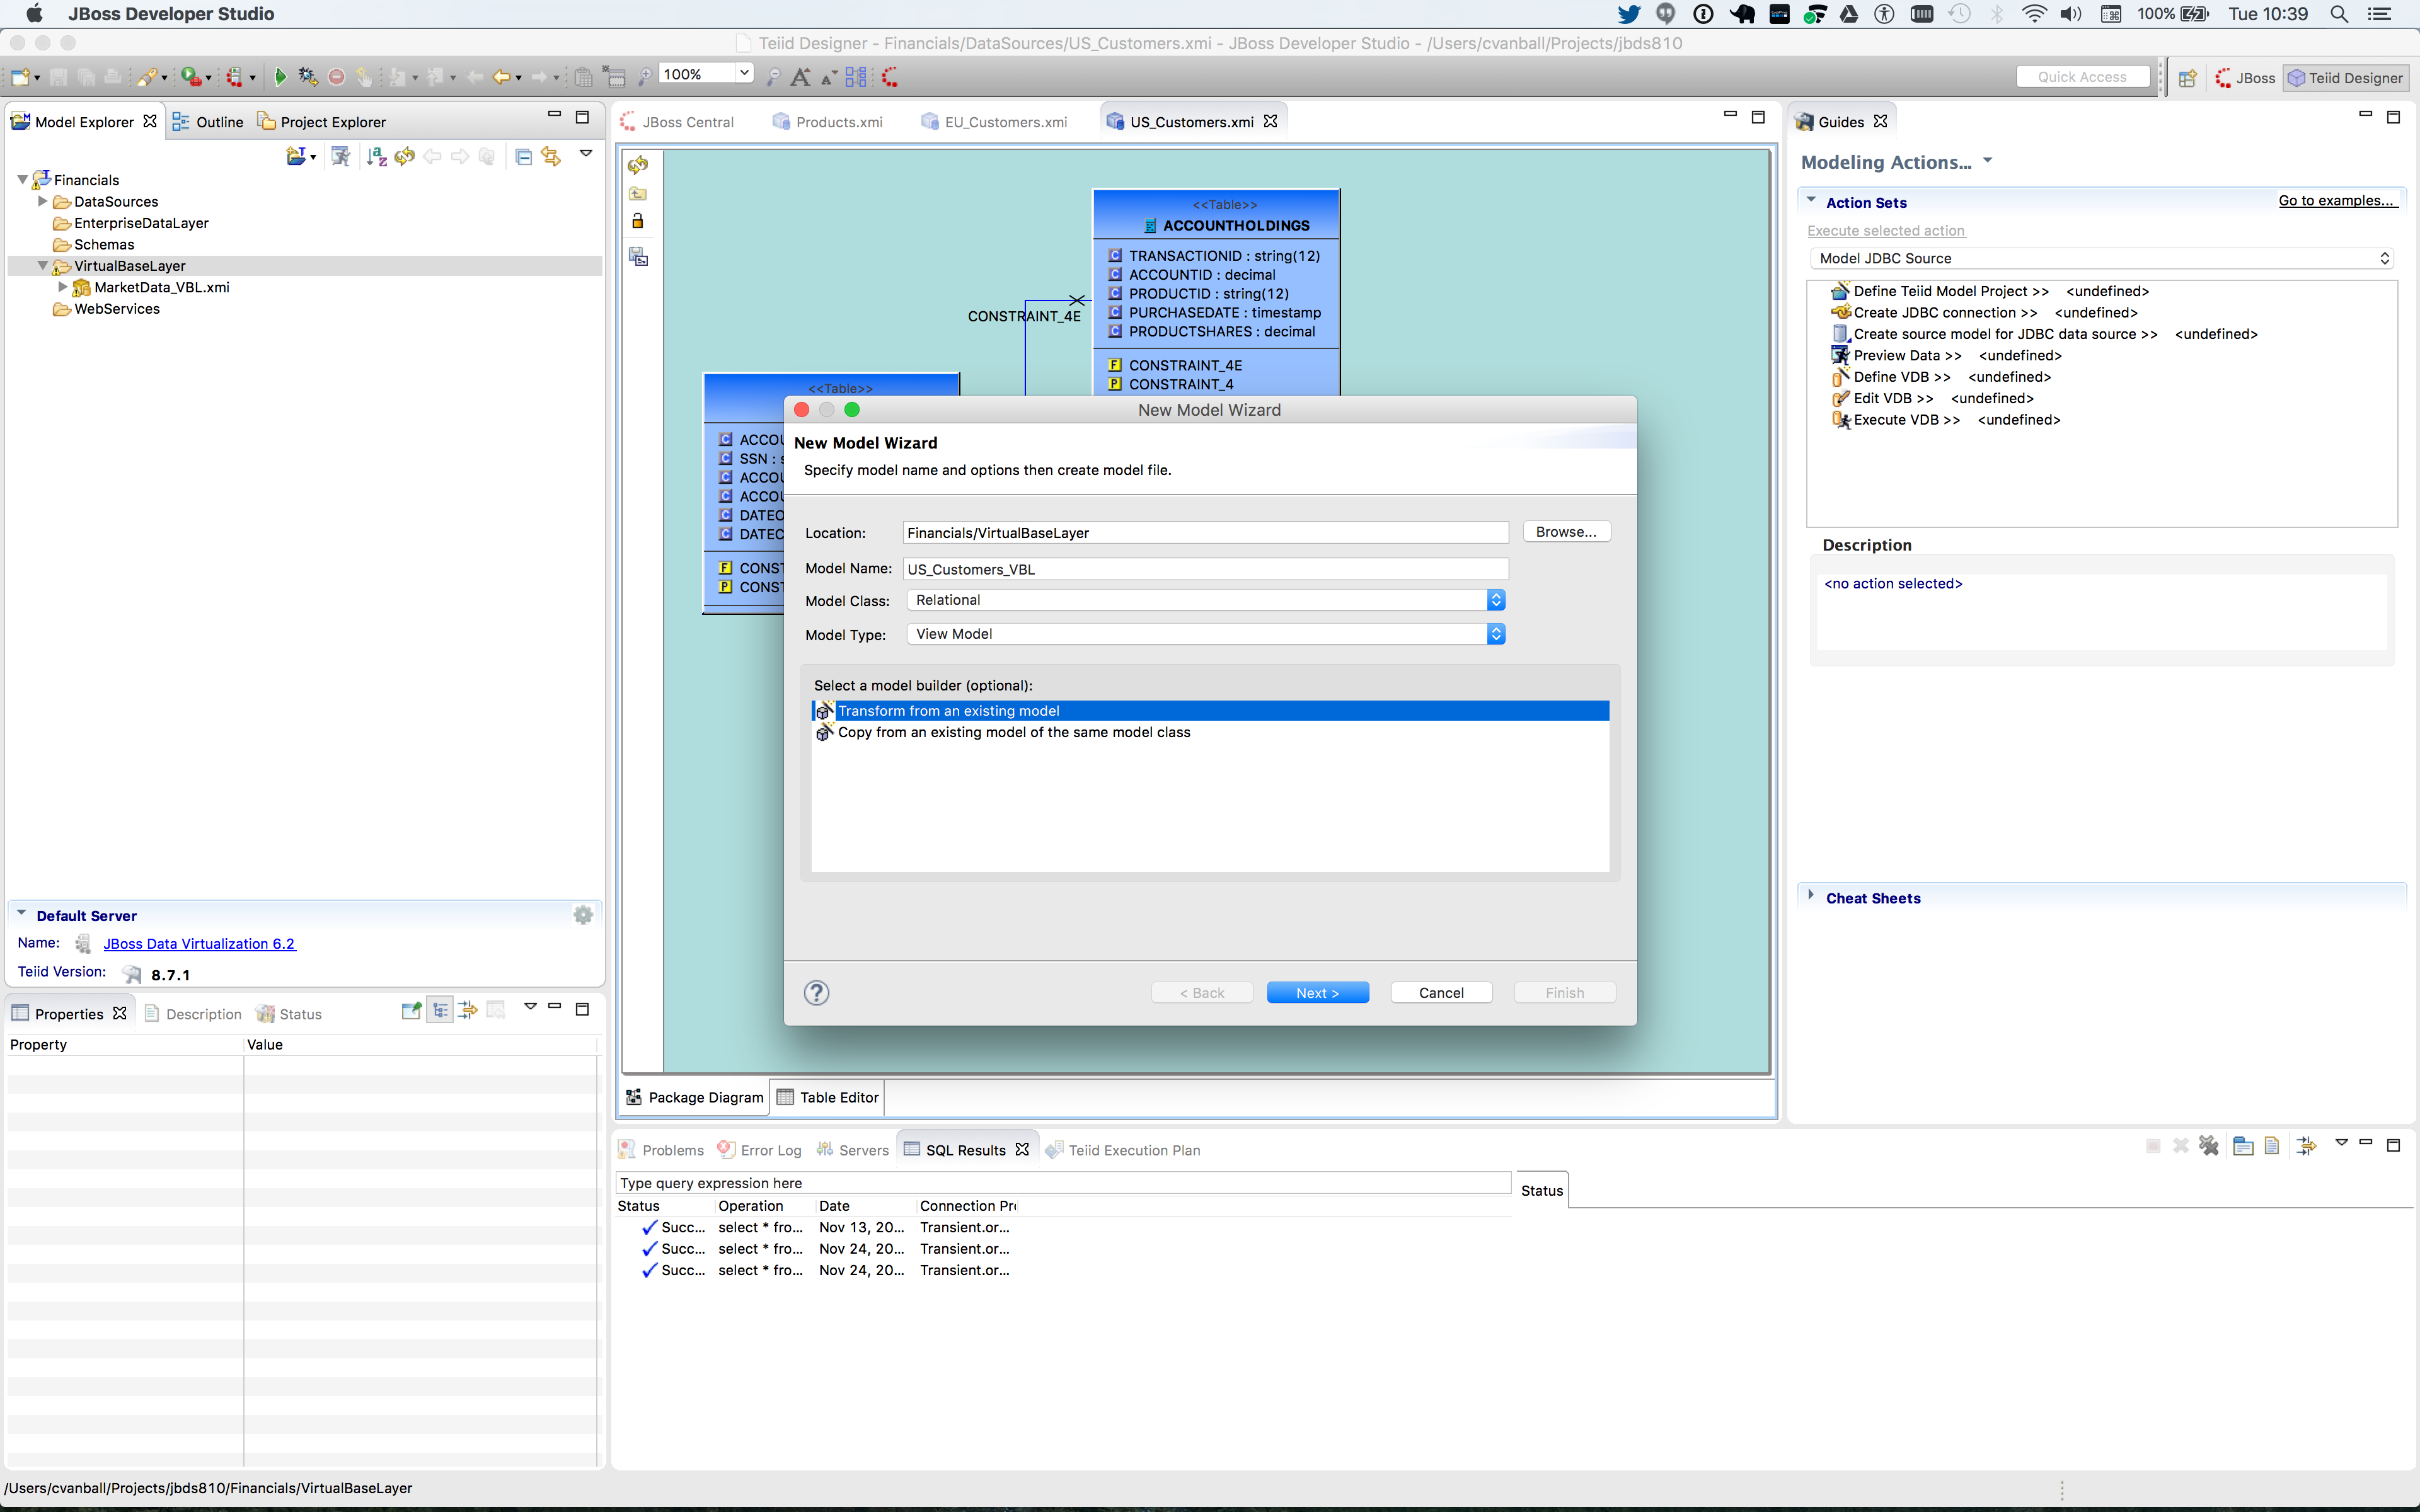 JBoss Developer Studio
100%
Tue 10:39
Teiid Designer - Financials/DataSources/US_Customers.xmi - JBoss Developer Studio - /Users/cvanball/Projects/jbds810
100%
Quick Access
JBoss
Teiid Designer
Model Explorer
Outline
Project Explorer
Financials
DataSources
EnterpriseDataLayer
Schemas
VirtualBaseLayer
MarketData_VBL.xmi
WebServices
Default Server
Name:
JBoss Data Virtualization 6.2
Teiid Version:
8.7.1
Properties
Description
Status
Property
Value
JBoss Central
Products.xmi
EU_Customers.xmi
US_Customers.xmi
<<Table>>
ACCOUNTHOLDINGS
TRANSACTIONID : string(12)
ACCOUNTID : decimal
PRODUCTID : string(12)
PURCHASEDATE : timestamp
PRODUCTSHARES : decimal
CONSTRAINT_4E
CONSTRAINT_4
CONSTRAINT_4E
<<Table>>
ACCOU
SSN : s
ACCOU
ACCOU
DATEO
DATEC
CONST
CONST
New Model Wizard
New Model Wizard
Specify model name and options then create model file.
Location:
Financials/VirtualBaseLayer
Browse...
Model Name:
US_Customers_VBL
Model Class:
Relational
Model Type:
View Model
Select a model builder (optional):
Transform from an existing model
Copy from an existing model of the same model class
?
< Back
Next >
Cancel
Finish
Package Diagram
Table Editor
Guides
Modeling Actions...
Action Sets
Go to examples...
Execute selected action
Model JDBC Source
Define Teiid Model Project >> <undefined>
Create JDBC connection >> <undefined>
Create source model for JDBC data source >> <undefined>
Preview Data >> <undefined>
Define VDB >> <undefined>
Edit VDB >> <undefined>
Execute VDB >> <undefined>
Description
<no action selected>
Cheat Sheets
Problems
Error Log
Servers
SQL Results
Teiid Execution Plan
Type query expression here
Status
Status Operation Date Connection Pr
Succ... select * fro... Nov 13, 20... Transient.or...
Succ... select * fro... Nov 24, 20... Transient.or...
Succ... select * fro... Nov 24, 20... Transient.or...
/Users/cvanball/Projects/jbds810/Financials/VirtualBaseLayer